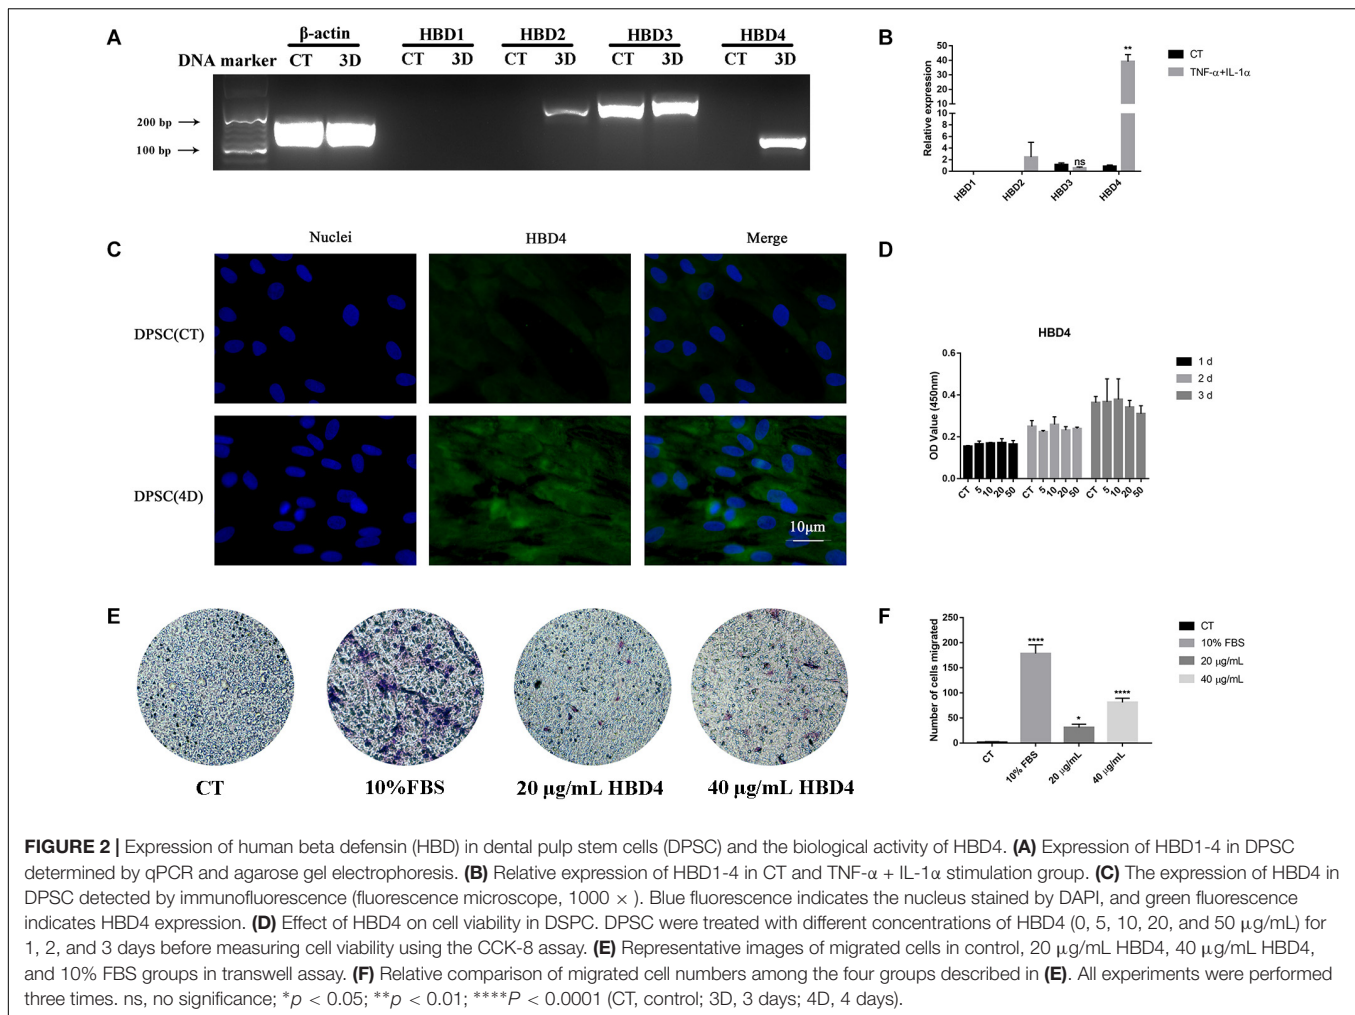 A
β-actin HBD1 HBD2 HBD3 HBD4
DNA marker CT 3D CT 3D CT 3D CT 3D CT 3D
200 bp →
100 bp →
B
50
40
30
20
10
10
8
6
4
2
0
Relative expression
**
ns
HBD1 HBD2 HBD3 HBD4
CT
TNF-α+IL-1α
C
Nuclei HBD4 Merge
DPSC(CT)
DPSC(4D)
10μm
D
HBD4
0.6
0.4
0.2
0.0
OD Value (450nm)
CT 5 10 20 50 CT 5 10 20 50 CT 5 10 20 50
1 d
2 d
3 d
E
CT 10%FBS 20 μg/mL HBD4 40 μg/mL HBD4
F
250
200
150
100
50
0
Number of cells migrated
****
*
****
CT 10% FBS 20 μg/mL 40 μg/mL
CT
10% FBS
20 μg/mL
40 μg/mL
FIGURE 2 | Expression of human beta defensin (HBD) in dental pulp stem cells (DPSC) and the biological activity of HBD4. (A) Expression of HBD1-4 in DPSC
determined by qPCR and agarose gel electrophoresis. (B) Relative expression of HBD1-4 in CT and TNF-α + IL-1α stimulation group. (C) The expression of HBD4 in
DPSC detected by immunofluorescence (fluorescence microscope, 1000 × ). Blue fluorescence indicates the nucleus stained by DAPI, and green fluorescence
indicates HBD4 expression. (D) Effect of HBD4 on cell viability in DSPC. DPSC were treated with different concentrations of HBD4 (0, 5, 10, 20, and 50 μg/mL) for
1, 2, and 3 days before measuring cell viability using the CCK-8 assay. (E) Representative images of migrated cells in control, 20 μg/mL HBD4, 40 μg/mL HBD4,
and 10% FBS groups in transwell assay. (F) Relative comparison of migrated cell numbers among the four groups described in (E). All experiments were performed
three times. ns, no significance; *p < 0.05; **p < 0.01; ****P < 0.0001 (CT, control; 3D, 3 days; 4D, 4 days).